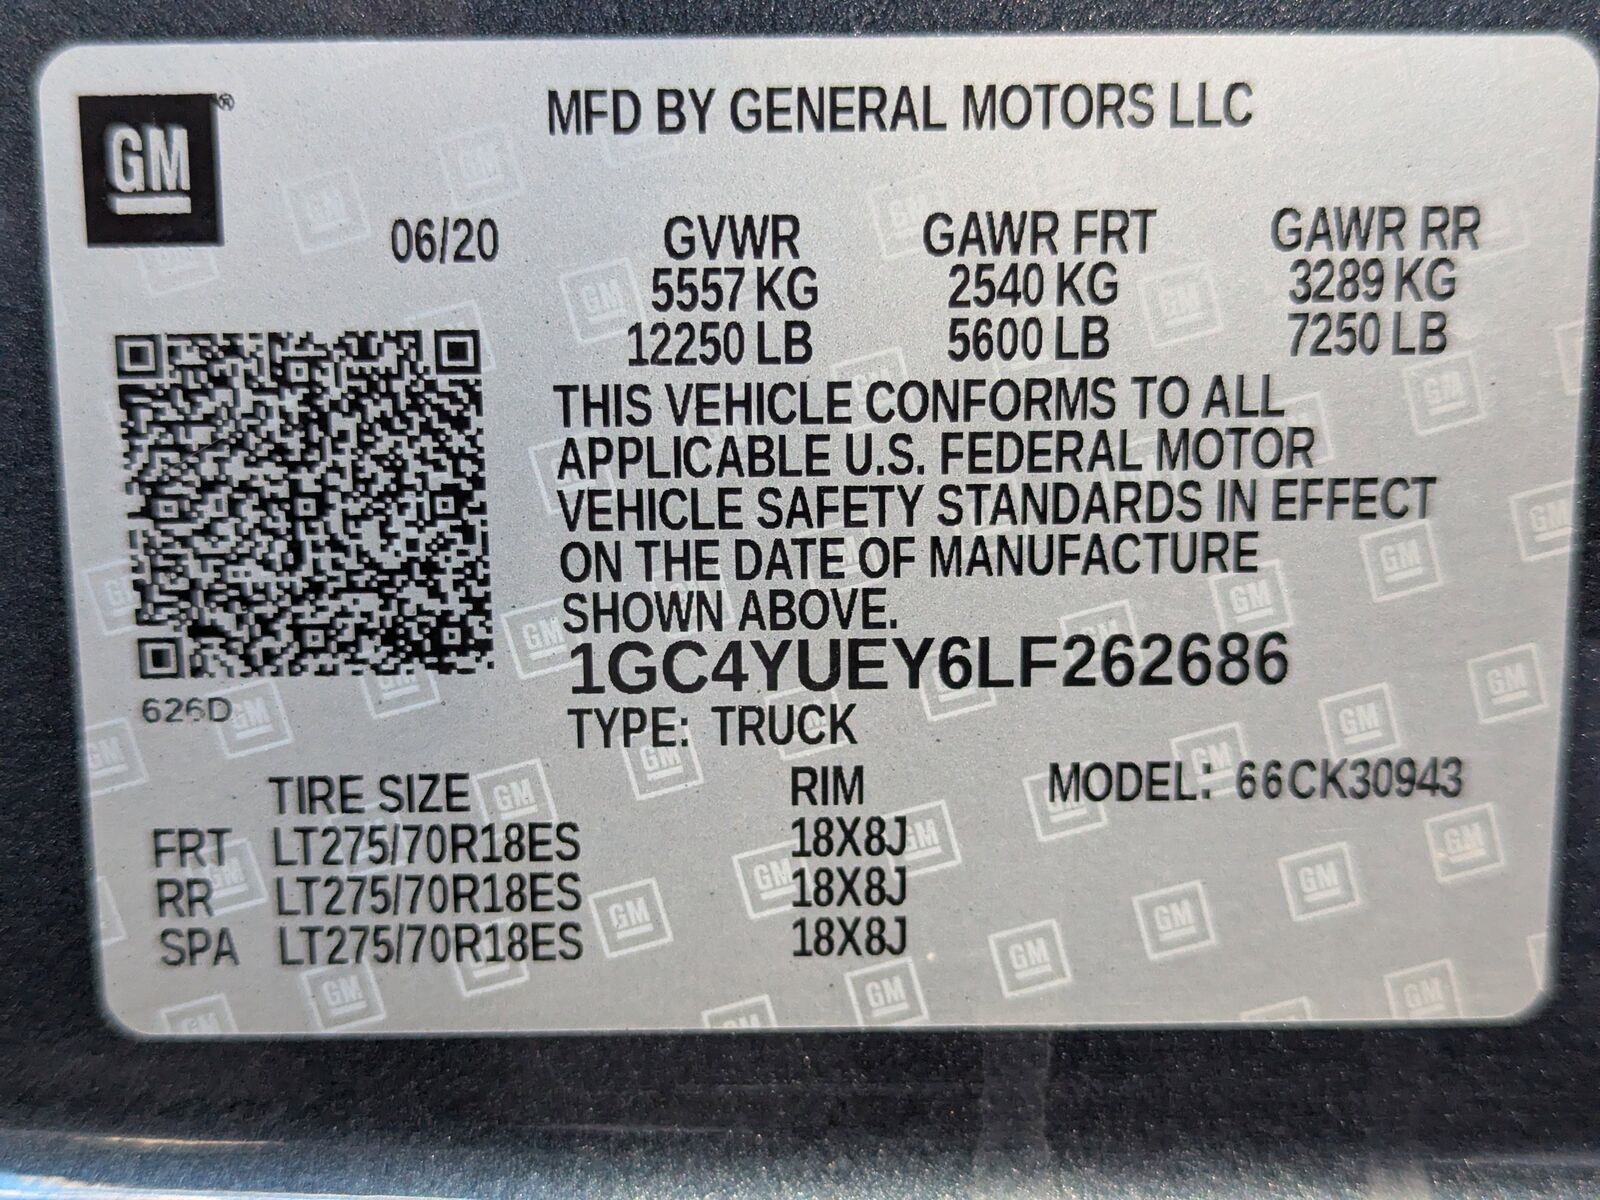 GM®
MFD BY GENERAL MOTORS LLC
06/20 GVWR GAWR FRT GAWR RR
5557 KG 2540 KG 3289 KG
12250 LB 5600 LB 7250 LB
THIS VEHICLE CONFORMS TO ALL
APPLICABLE U.S. FEDERAL MOTOR
VEHICLE SAFETY STANDARDS IN EFFECT
ON THE DATE OF MANUFACTURE
SHOWN ABOVE.
1GC4YUEY6LF262686
626D
TYPE: TRUCK
TIRE SIZE RIM MODEL: 66CK30943
FRT LT275/70R18ES 18X8J
RR LT275/70R18ES 18X8J
SPA LT275/70R18ES 18X8J